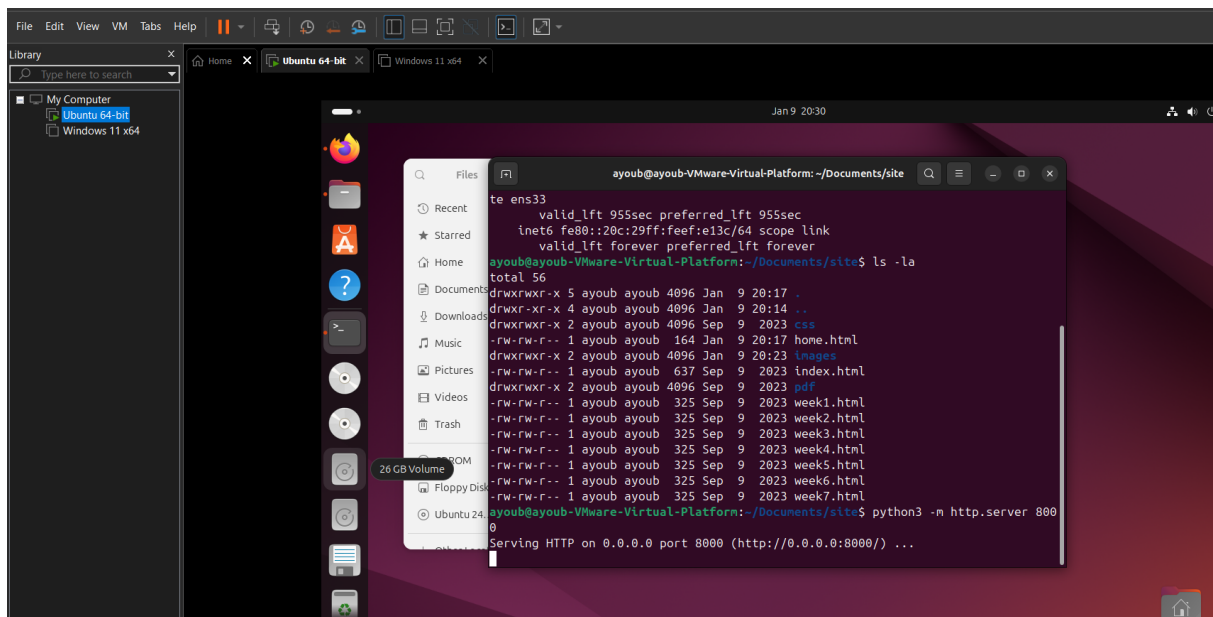 File Edit View VM Tabs Help
Library X
Type here to search
My Computer
Ubuntu 64-bit
Windows 11 x64
Home X Ubuntu 64-bit X Windows 11 x64 X
Jan 9 20:30
Files
Recent
Starred
Home
Documents
Downloads
Music
Pictures
Videos
Trash
ROM
26 GB Volume
Floppy Disk
Ubuntu 24.
ayoub@ayoub-VMware-Virtual-Platform: ~/Documents/site
te ens33
valid_lft 955sec preferred_lft 955sec
inet6 fe80::20c:29ff:feef:e13c/64 scope link
valid_lft forever preferred_lft forever
ayoub@ayoub-VMware-Virtual-Platform:~/Documents/site$ ls -la
total 56
drwxrwxr-x 5 ayoub ayoub 4096 Jan 9 20:17 .
drwxr-xr-x 4 ayoub ayoub 4096 Jan 9 20:14 ..
drwxrwxr-x 2 ayoub ayoub 4096 Sep 9 2023 css
-rw-rw-r-- 1 ayoub ayoub 164 Jan 9 20:17 home.html
drwxrwxr-x 2 ayoub ayoub 4096 Jan 9 20:23 images
-rw-rw-r-- 1 ayoub ayoub 637 Sep 9 2023 index.html
drwxrwxr-x 2 ayoub ayoub 4096 Sep 9 2023 pdf
-rw-rw-r-- 1 ayoub ayoub 325 Sep 9 2023 week1.html
-rw-rw-r-- 1 ayoub ayoub 325 Sep 9 2023 week2.html
-rw-rw-r-- 1 ayoub ayoub 325 Sep 9 2023 week3.html
-rw-rw-r-- 1 ayoub ayoub 325 Sep 9 2023 week4.html
-rw-rw-r-- 1 ayoub ayoub 325 Sep 9 2023 week5.html
-rw-rw-r-- 1 ayoub ayoub 325 Sep 9 2023 week6.html
-rw-rw-r-- 1 ayoub ayoub 325 Sep 9 2023 week7.html
ayoub@ayoub-VMware-Virtual-Platform:~/Documents/site$ python3 -m http.server 800
0
Serving HTTP on 0.0.0.0 port 8000 (http://0.0.0.0:8000/) ...